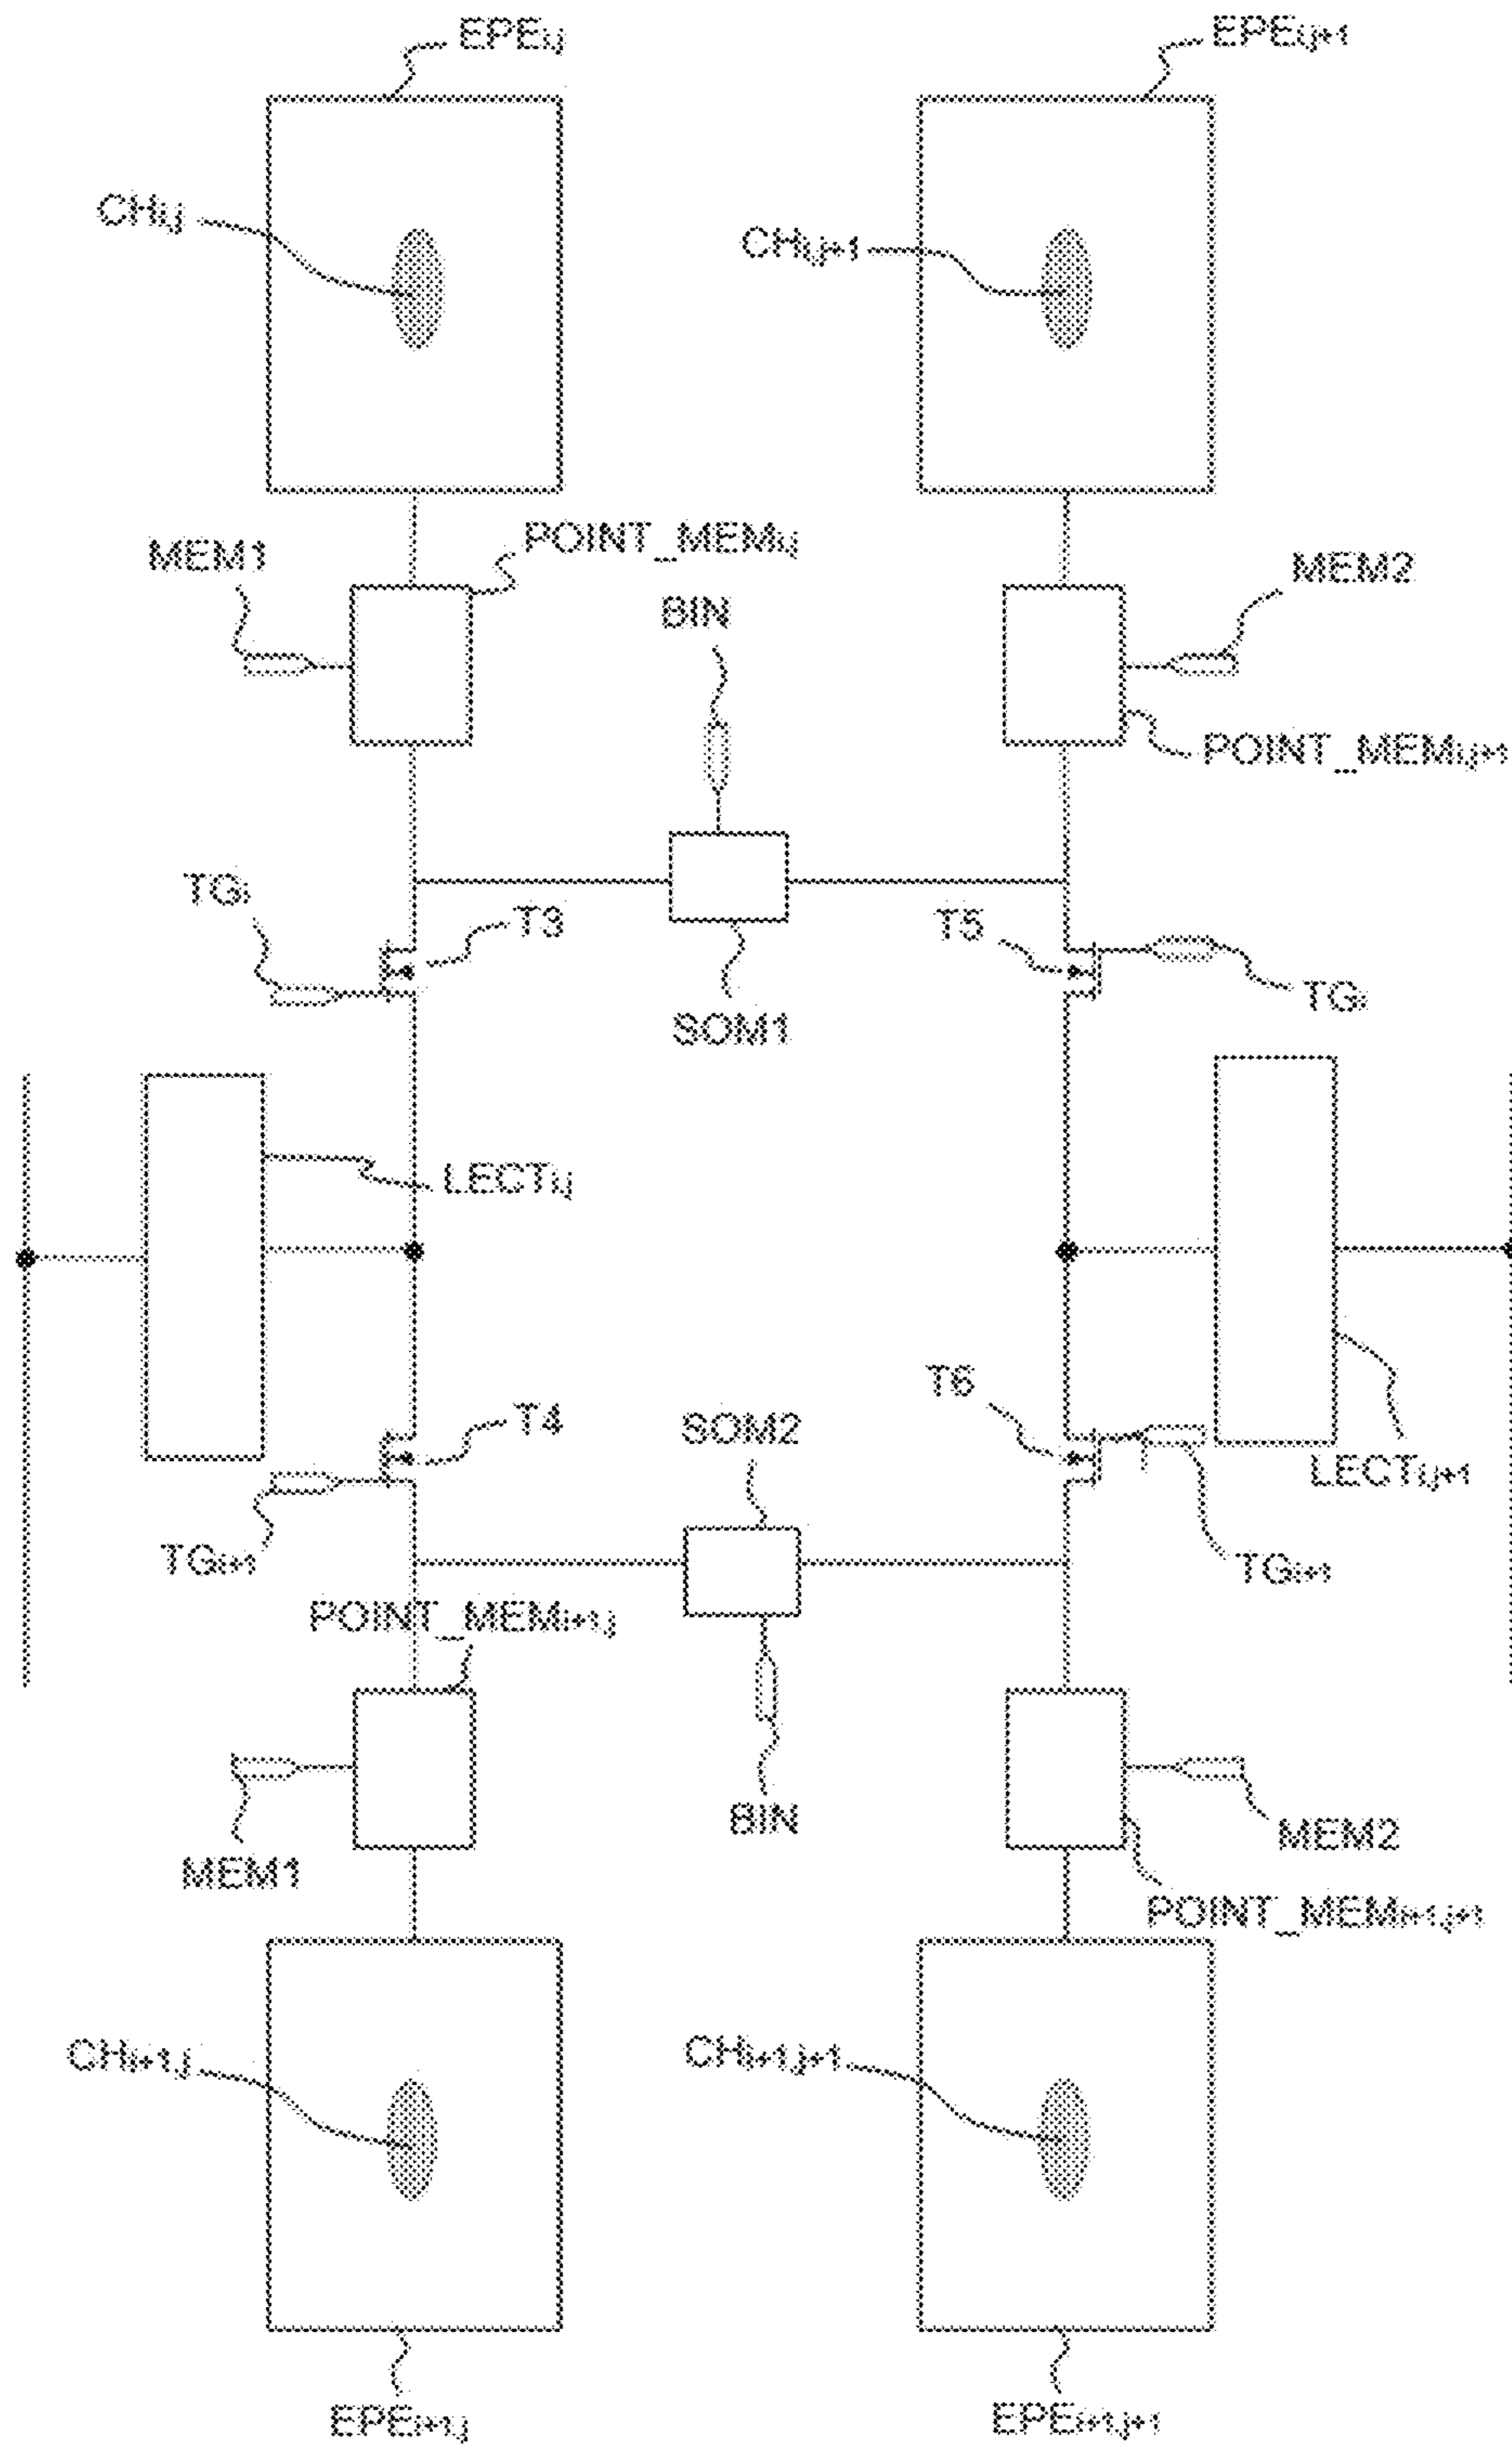 EPEi,j
EPEi,j+1
CHi,j
CHi,j+1
POINT_MEMi,j
MEM1
BIN
MEM2
POINT_MEMi,j+1
TGi
T3
T5
TGi
SOM1
LECTi,j
T6
T4
SOM2
LECTi,j+1
TGi+1
TGi+1
POINT_MEMi+1,j
BIN
MEM2
MEM1
POINT_MEMi+1,j+1
CHi+1,j
CHi+1,j+1
EPEi+1,j
EPEi+1,j+1